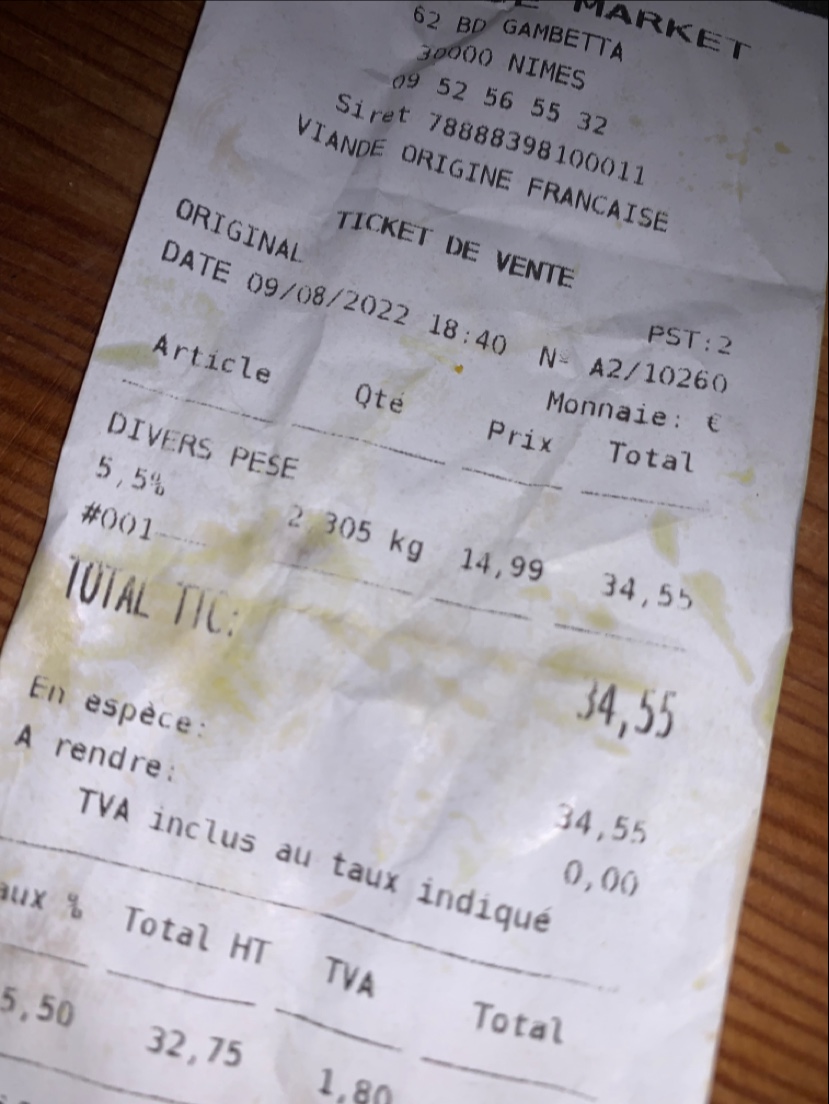 MARKET
62 BD GAMBETTA
30000 NIMES
09 52 56 55 32
Siret 78888398100011
VIANDE ORIGINE FRANCAISE
TICKET DE VENTE
ORIGINAL PST:2
DATE 09/08/2022 18:40 Nº A2/10260
Monnaie: €
Article Qté Prix Total
DIVERS PESE
5,5%
#001 2 305 kg 14,99 34,55
TOTAL TTC: 34,55
En espèce: 34,55
A rendre: 0,00
TVA inclus au taux indiqué
aux % Total HT TVA Total
5,50 32,75 1,80